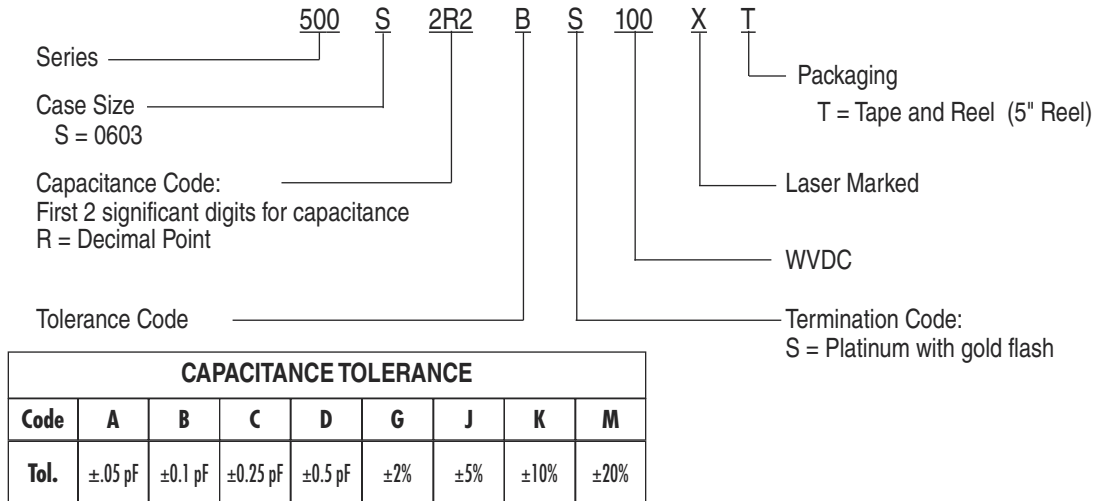 500 S 2R2 B S 100 X T
Series
Case Size
S = 0603
Capacitance Code:
First 2 significant digits for capacitance
R = Decimal Point
Tolerance Code
Packaging
T = Tape and Reel (5" Reel)
Laser Marked
WVDC
Termination Code:
S = Platinum with gold flash
CAPACITANCE TOLERANCE
Code A B C D G J K M
Tol. ±.05 pF ±0.1 pF ±0.25 pF ±0.5 pF ±2% ±5% ±10% ±20%